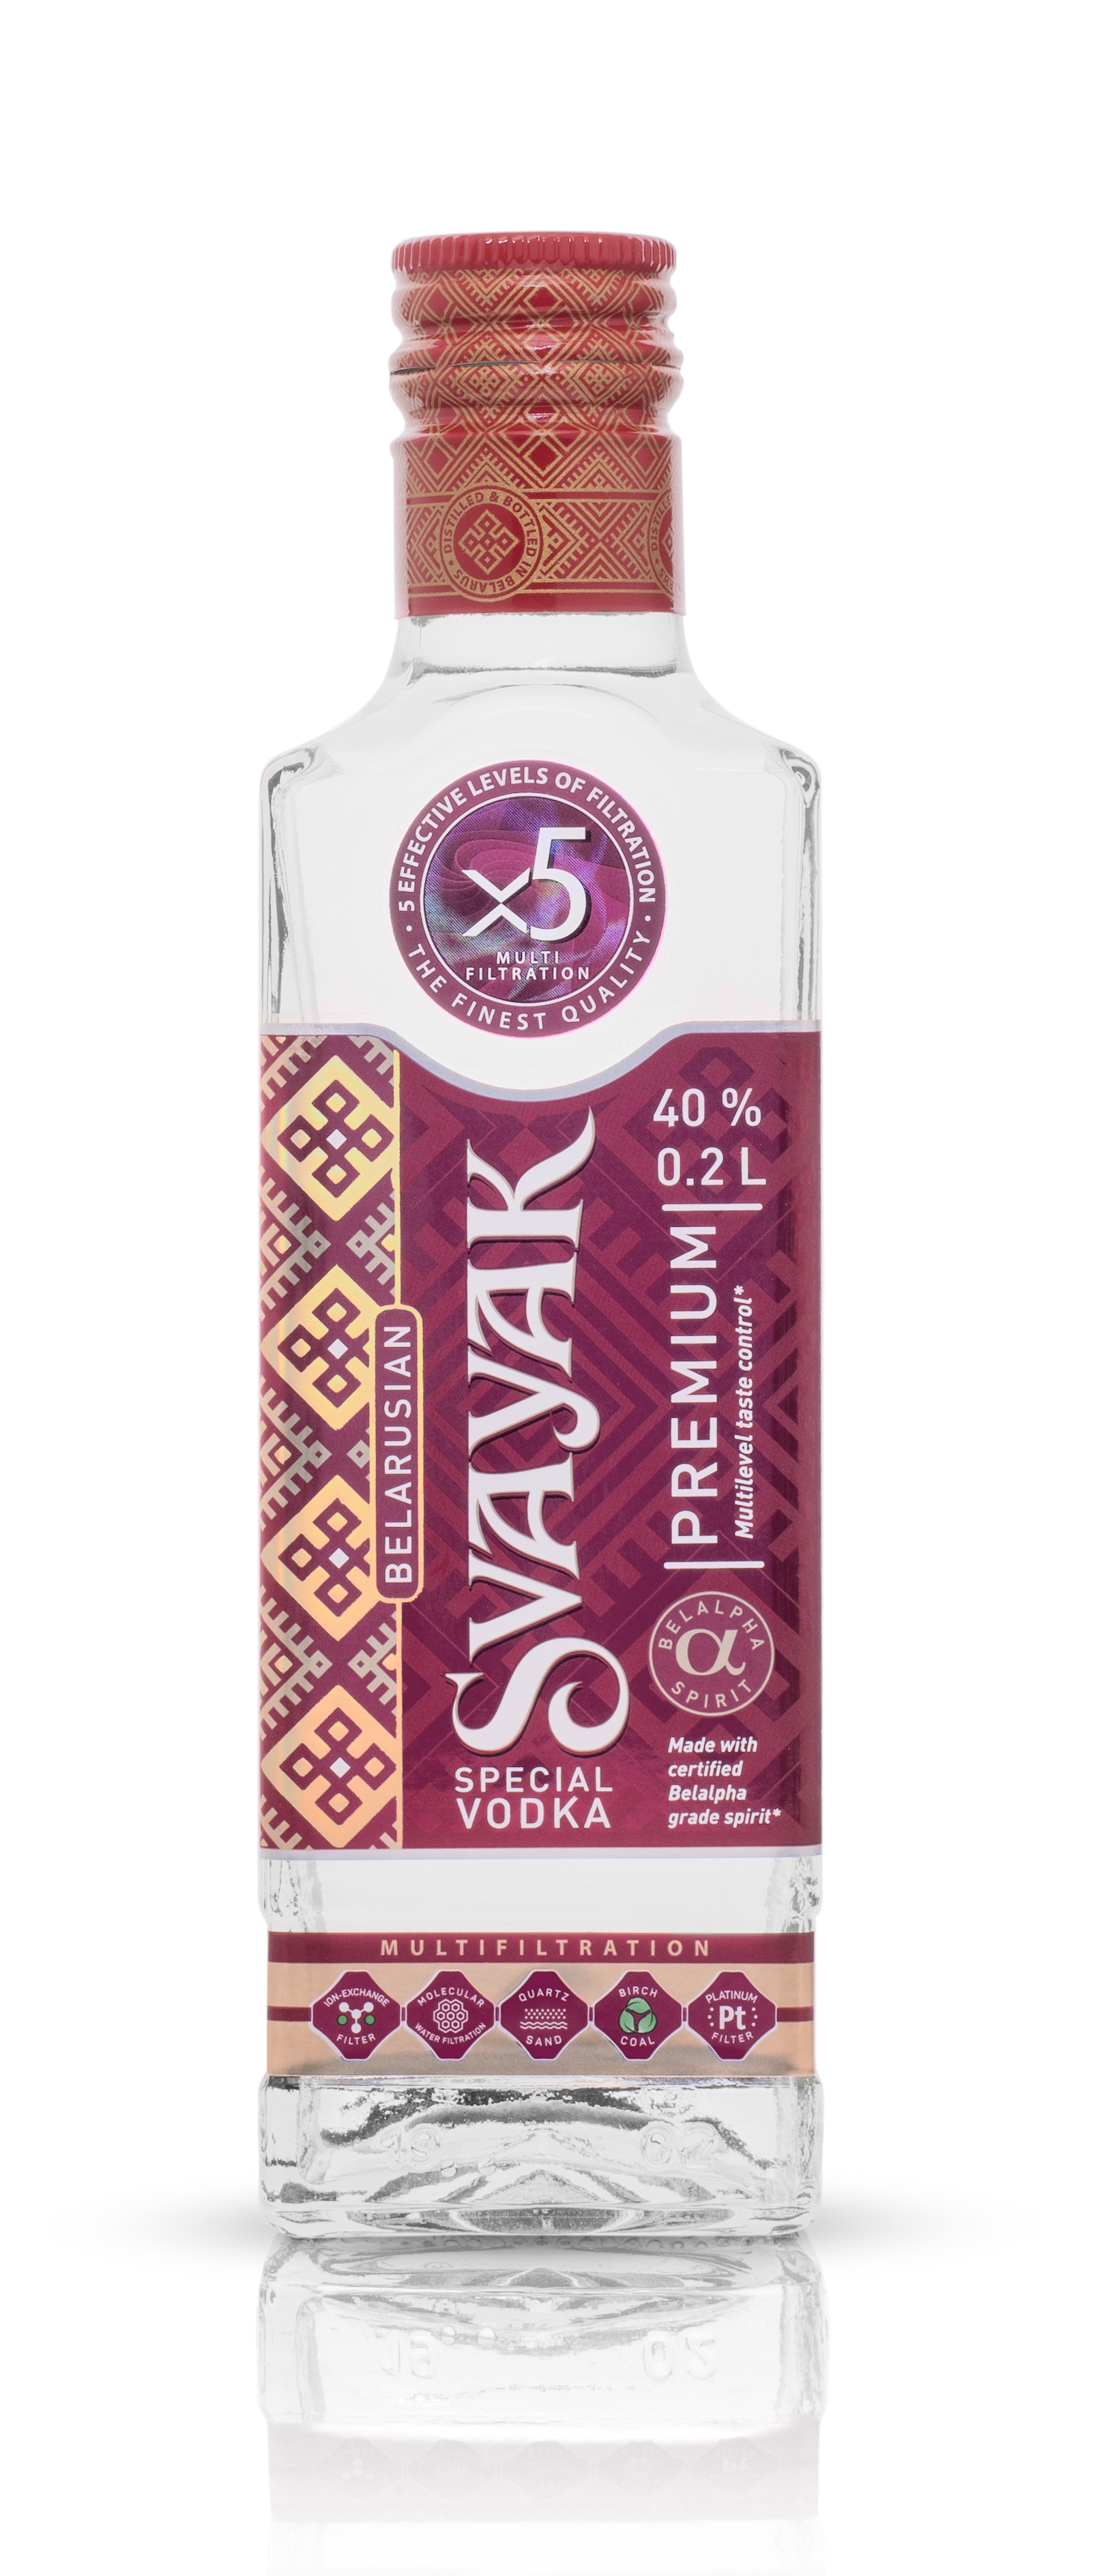 DISTILLED & BOTTLED IN BELARUS
5 EFFECTIVE LEVELS OF FILTRATION
x5
MULTI
FILTRATION
THE FINEST QUALITY
40 %
0.2 L
BELARUSIAN
SVAYAK
PREMIUM
Multilevel taste control*
BELALPHA
α
SPIRIT
Made with
certified
Belalpha
grade spirit*
SPECIAL
VODKA
MULTIFILTRATION
ION-EXCHANGE
FILTER
MOLECULAR
WATER FILTRATION
QUARTZ
SAND
BIRCH
COAL
PLATINUM
Pt
FILTER